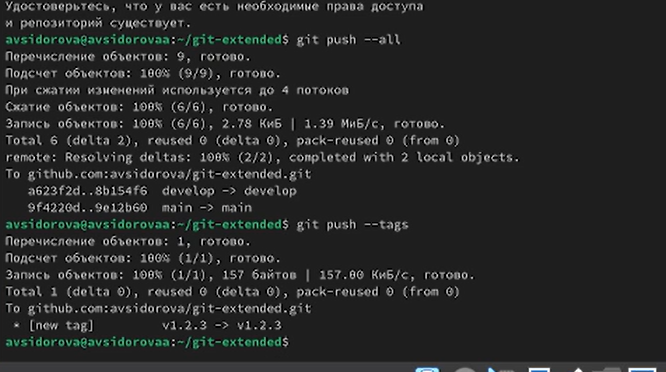 Удостоверьтесь, что у вас есть необходимые права доступа
и репозиторий существует.
avsidorova@avsidorovaa:~/git-extended$ git push --all
Перечисление объектов: 9, готово.
Подсчет объектов: 100% (9/9), готово.
При сжатии изменений используется до 4 потоков
Сжатие объектов: 100% (6/6), готово.
Запись объектов: 100% (6/6), 2.78 КиБ | 1.39 МиБ/с, готово.
Total 6 (delta 2), reused 0 (delta 0), pack-reused 0 (from 0)
remote: Resolving deltas: 100% (2/2), completed with 2 local objects.
To github.com:avsidorova/git-extended.git
a623f2d..8b154f6 develop -> develop
9f4220d..9e12b60 main -> main
avsidorova@avsidorovaa:~/git-extended$ git push --tags
Перечисление объектов: 1, готово.
Подсчет объектов: 100% (1/1), готово.
Запись объектов: 100% (1/1), 157 байтов | 157.00 КиБ/с, готово.
Total 1 (delta 0), reused 0 (delta 0), pack-reused 0 (from 0)
To github.com:avsidorova/git-extended.git
* [new tag] v1.2.3 -> v1.2.3
avsidorova@avsidorovaa:~/git-extended$